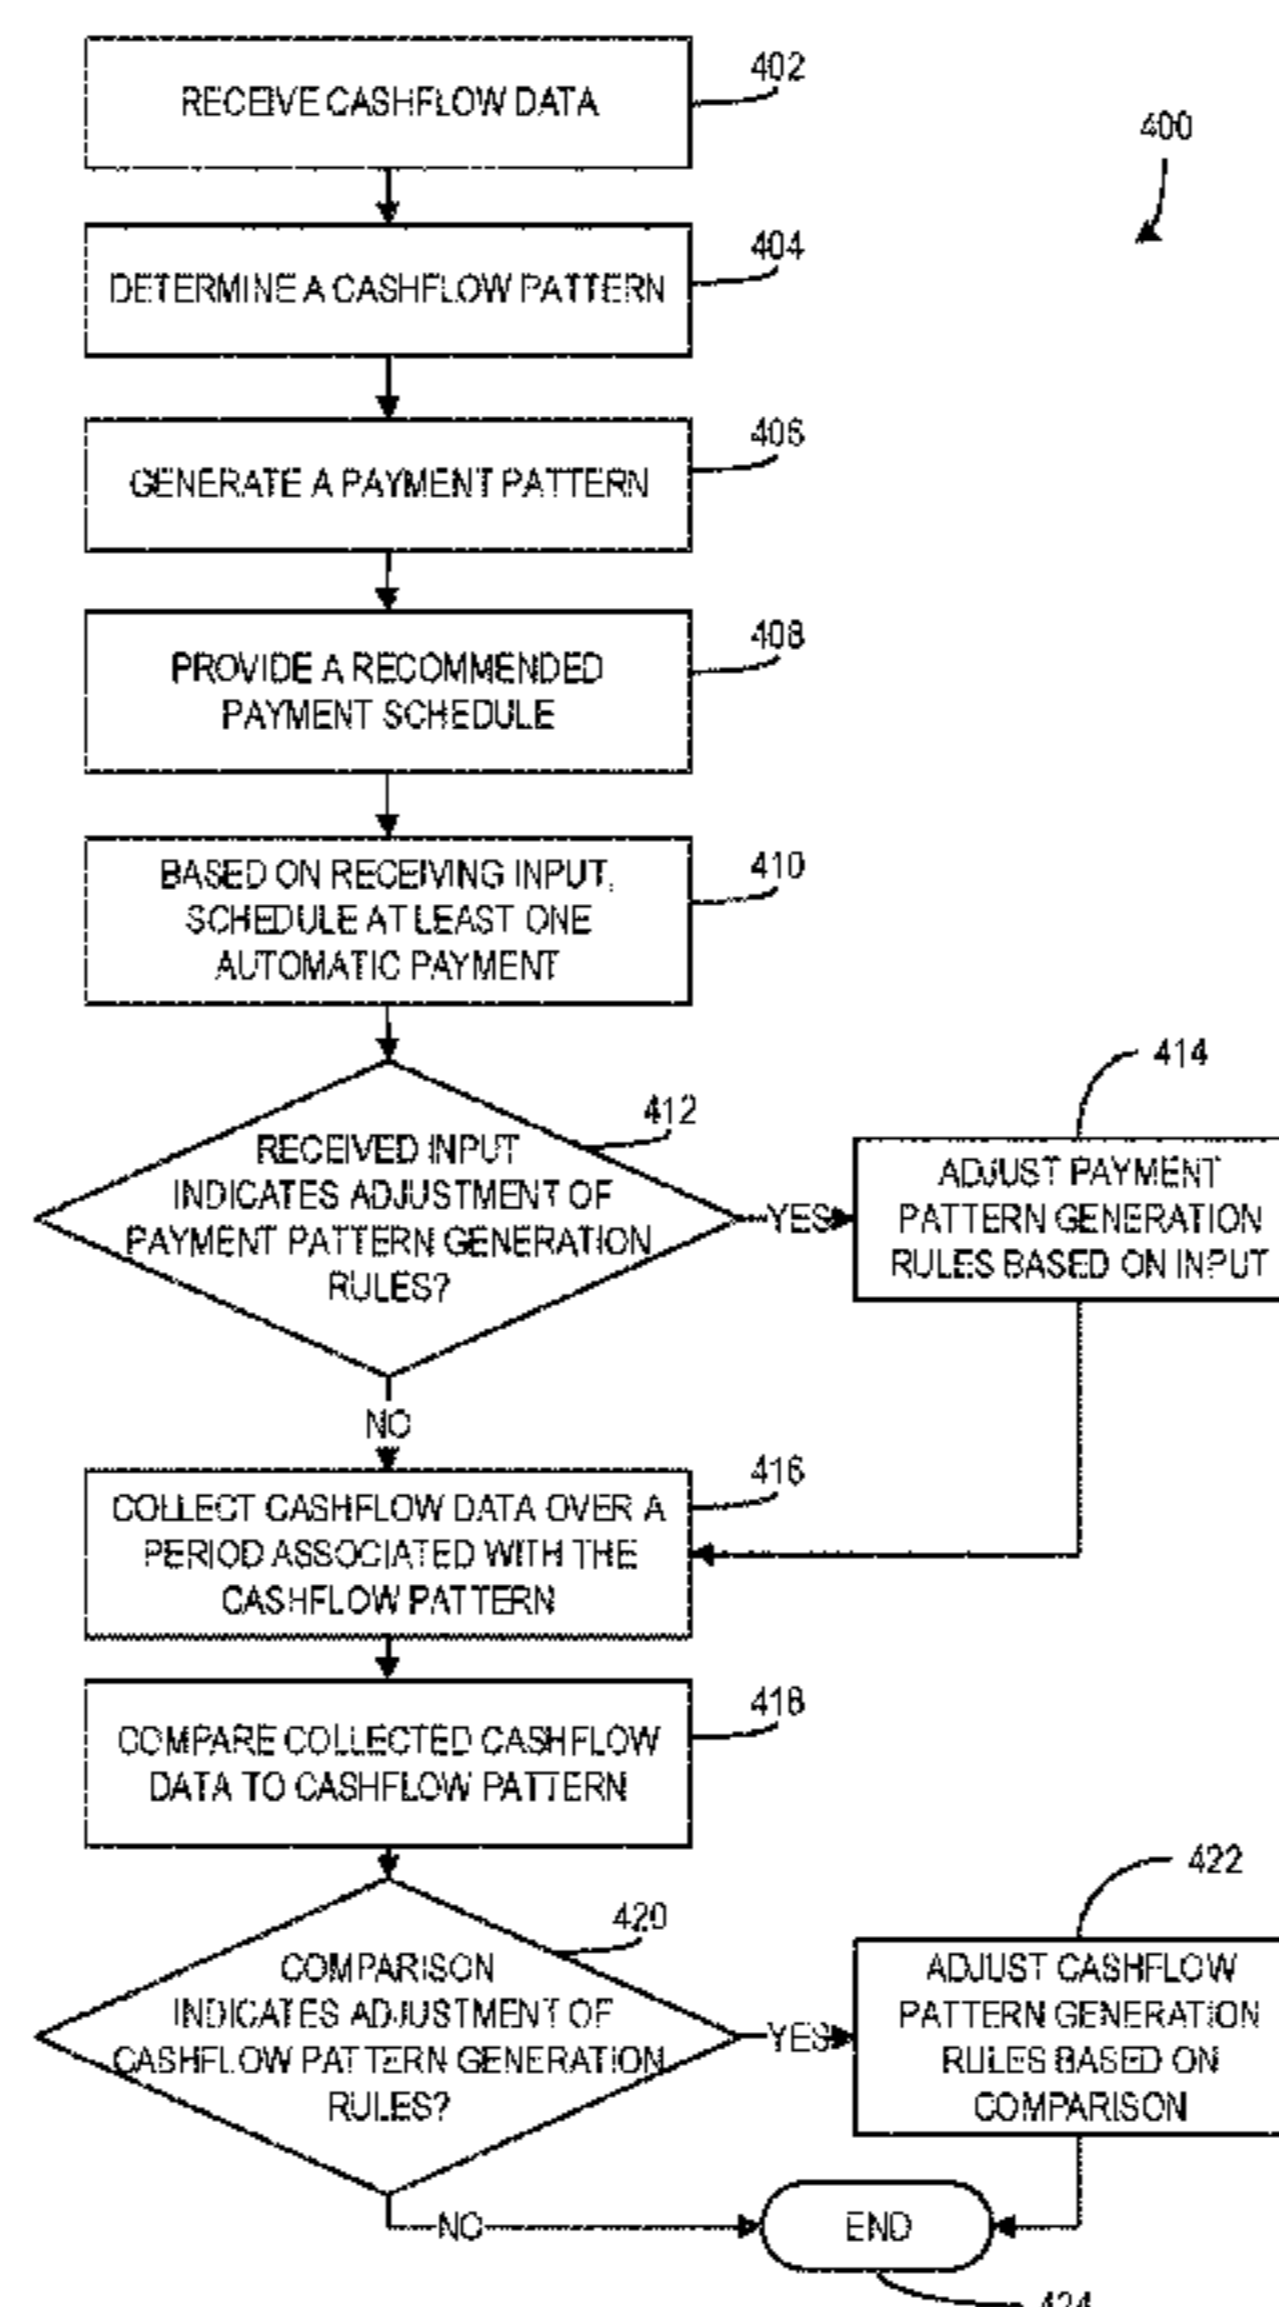 402
RECEIVE CASHFLOW DATA
400
404
DETERMINE A CASHFLOW PATTERN
406
GENERATE A PAYMENT PATTERN
408
PROVIDE A RECOMMENDED
PAYMENT SCHEDULE
410
BASED ON RECEIVING INPUT,
SCHEDULE AT LEAST ONE
AUTOMATIC PAYMENT
412
RECEIVED INPUT
INDICATES ADJUSTMENT OF
PAYMENT PATTERN GENERATION
RULES?
YES
414
ADJUST PAYMENT
PATTERN GENERATION
RULES BASED ON INPUT
NO
416
COLLECT CASHFLOW DATA OVER A
PERIOD ASSOCIATED WITH THE
CASHFLOW PATTERN
418
COMPARE COLLECTED CASHFLOW
DATA TO CASHFLOW PATTERN
420
COMPARISON
INDICATES ADJUSTMENT OF
CASHFLOW PATTERN GENERATION
RULES?
YES
422
ADJUST CASHFLOW
PATTERN GENERATION
RULES BASED ON
COMPARISON
NO
END
424